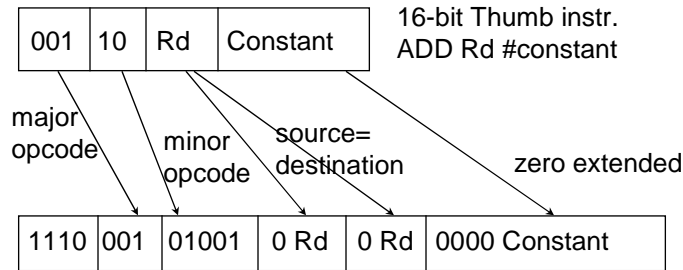 16-bit Thumb instr.
ADD Rd #constant
001 10 Rd Constant
major
opcode
minor
opcode
source=
destination
zero extended
1110 001 01001 0 Rd 0 Rd 0000 Constant